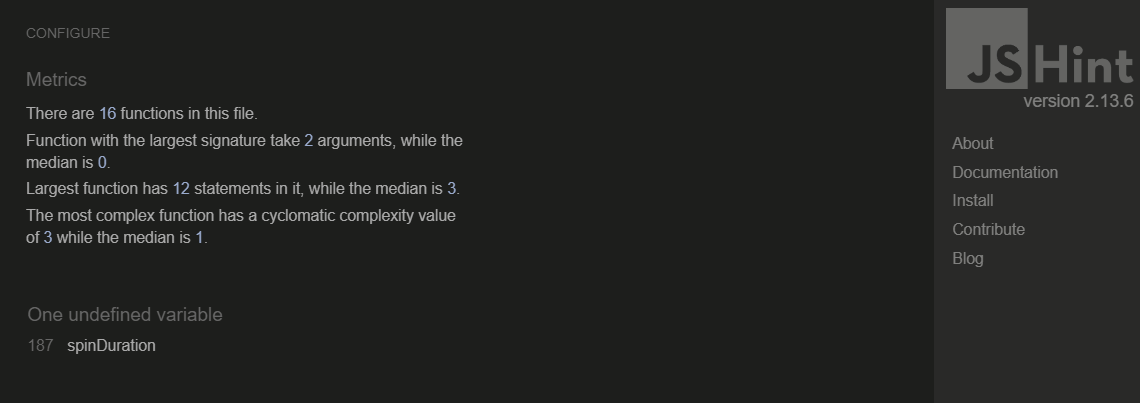 CONFIGURE
Metrics
There are 16 functions in this file.
Function with the largest signature take 2 arguments, while the
median is 0.
Largest function has 12 statements in it, while the median is 3.
The most complex function has a cyclomatic complexity value
of 3 while the median is 1.
One undefined variable
187 spinDuration
JSHint
version 2.13.6
About
Documentation
Install
Contribute
Blog